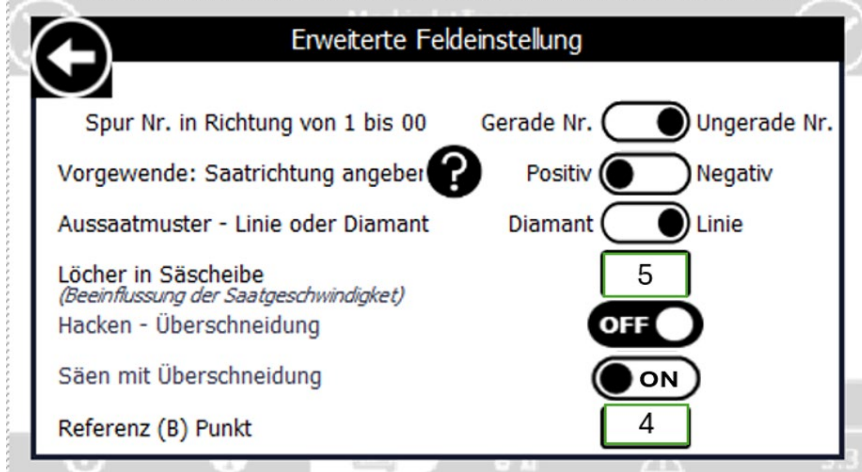 Erweiterte Feldeinstellung
Spur Nr. in Richtung von 1 bis 00 Gerade Nr. Ungerade Nr.
Vorgewende: Saatrichtung angeben ? Positiv Negativ
Aussaatmuster - Linie oder Diamant Diamant Linie
Löcher in Säscheibe 5
(Beeinflussung der Saatgeschwindigket)
Hacken - Überschneidung OFF
Säen mit Überschneidung ON
Referenz (B) Punkt 4